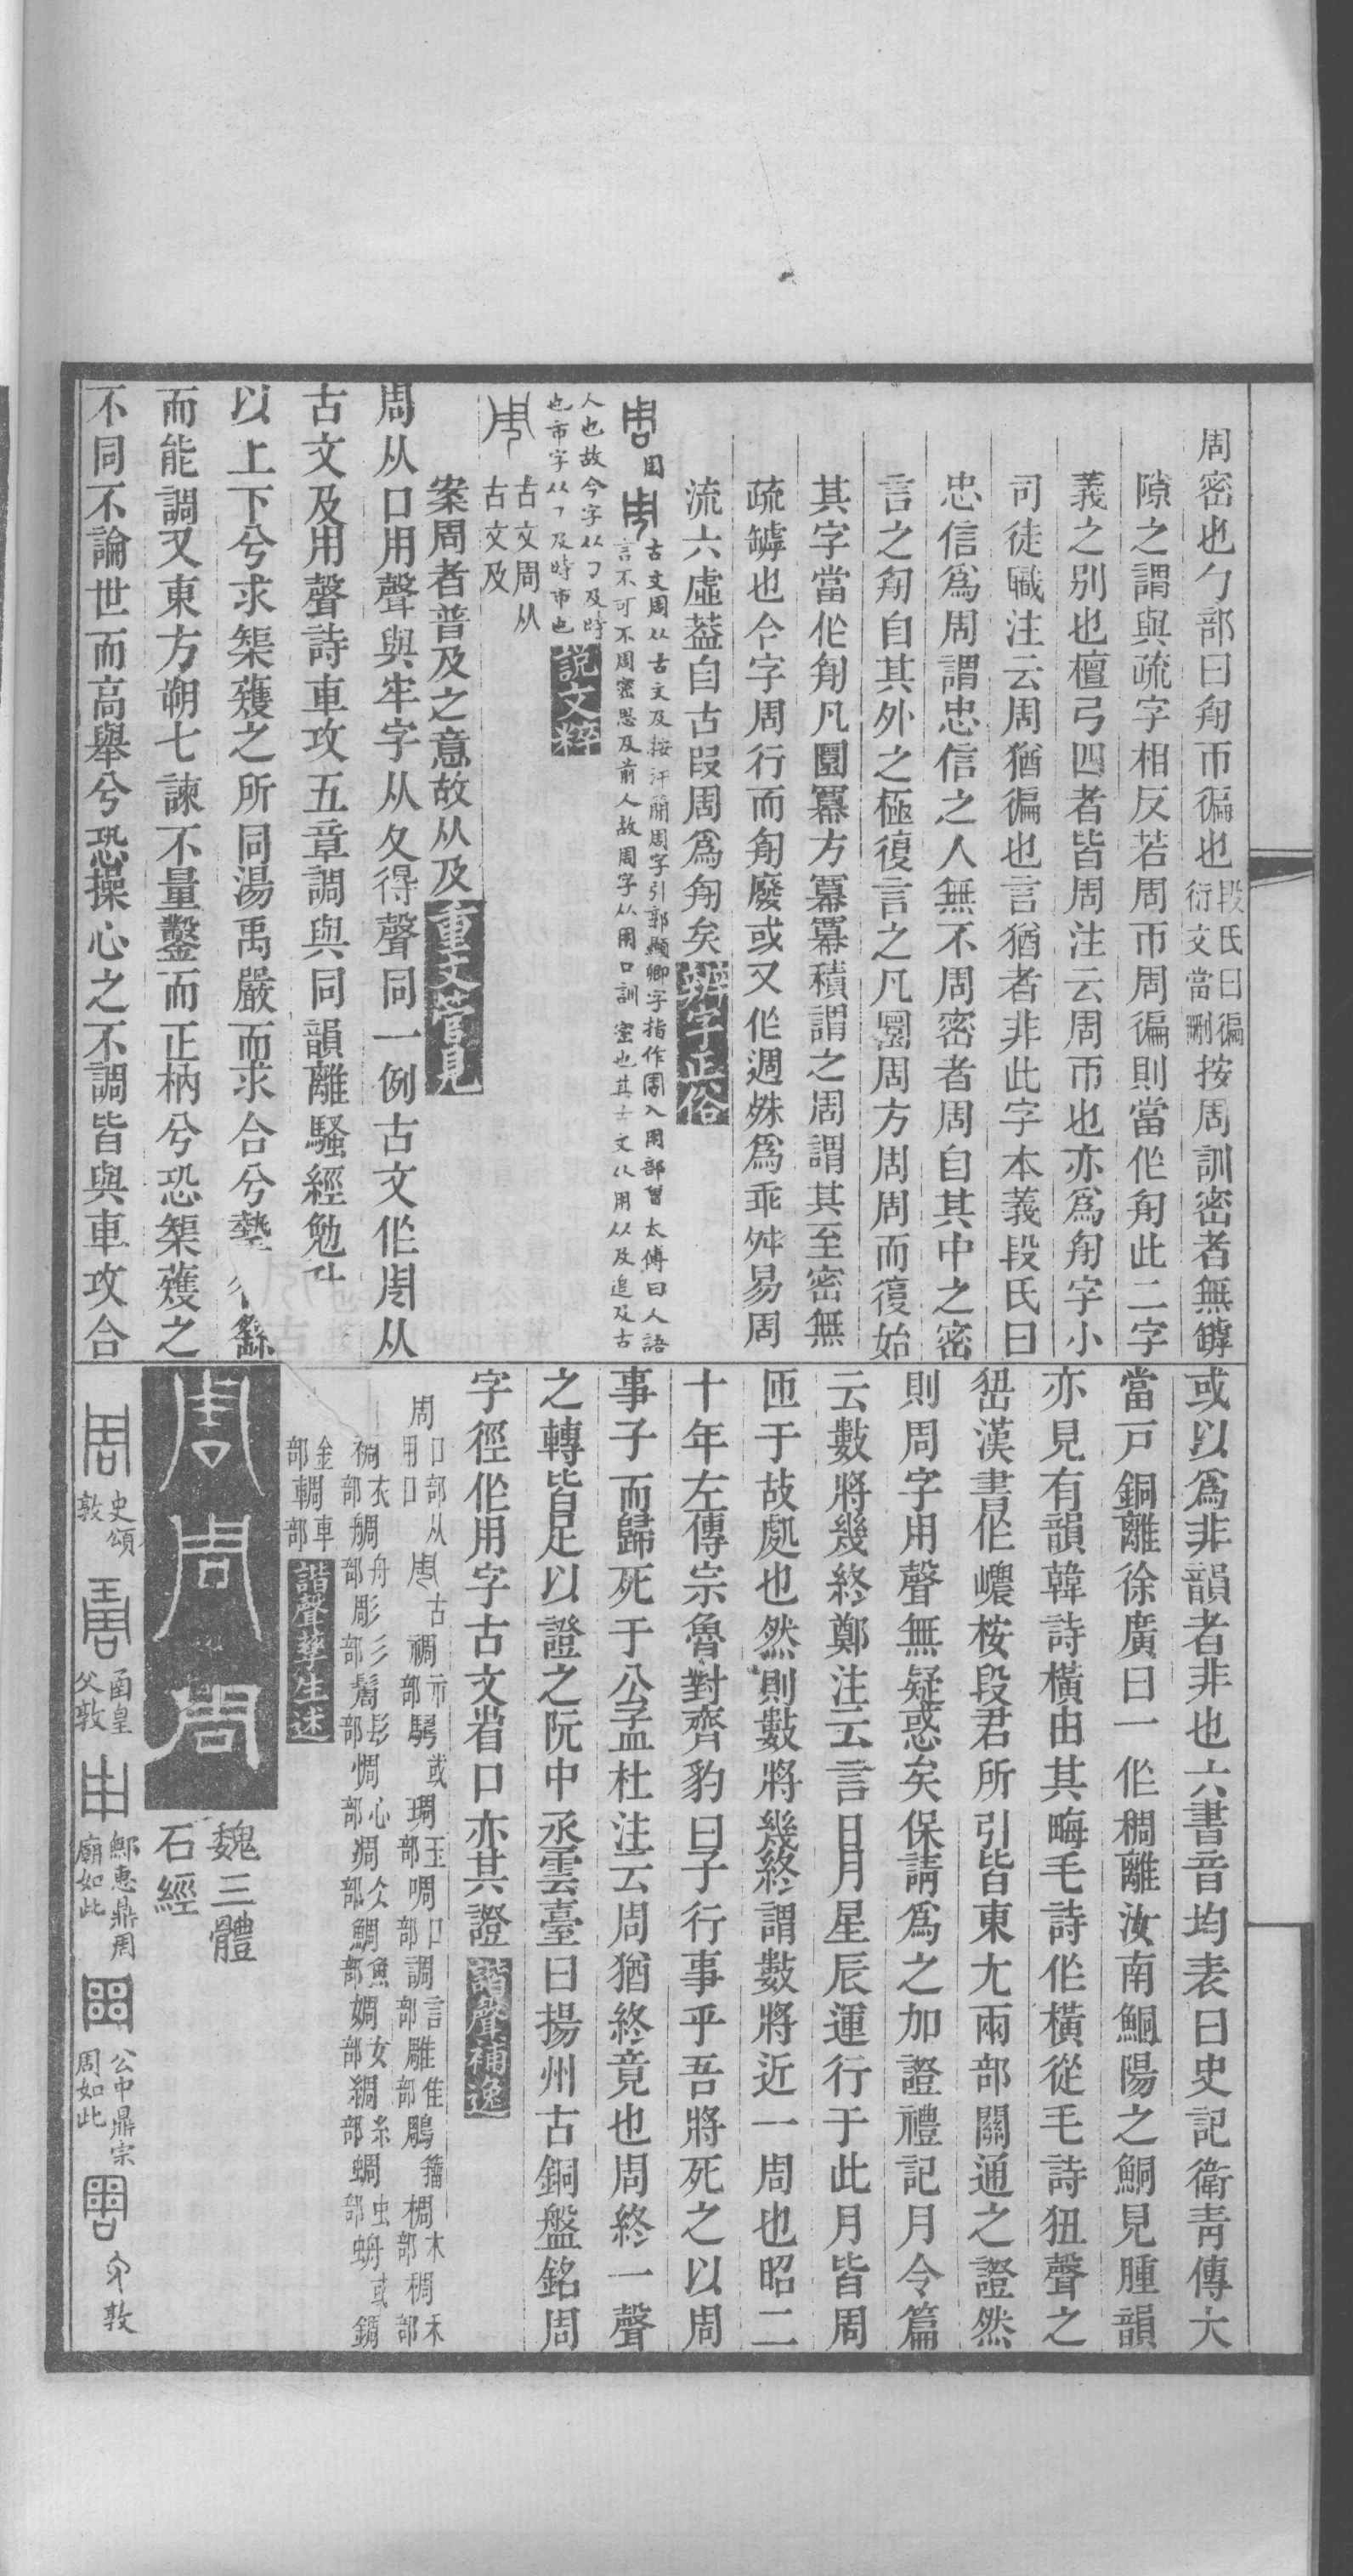 周密也勹部曰匊帀徧也段氏曰徧衍文當刪按周訓密者無罅
隙之謂與疏字相反若周帀周徧則當作匊此二字
義之別也檀弓四者皆周注云周帀也亦爲匊字小
司徒職注云周猶徧也言猶者非此字本義段氏曰
忠信爲周謂忠信之人無不周密者周自其中之密
言之匊自其外之極復言之凡圜周方周周而復始
其字當作匊凡圜冪方冪冪積謂之周謂其至密無
疏罅也今字周行而匊廢或又作週殊爲乖舛易周
流六虛葢自古叚周爲匊矣辨字正俗
周
古文周从古文及按汗簡周字引郭顯卿字指作周入用部曾太傅曰人語
言不可不周密思及前人故周字从用口訓密也其古文从用从及追及古
人也故今字从㇆及時
也市字从㇆及時市也說文粹
古文周从
古文及
案周者普及之意故从及重文管見
周从口用聲與牢字从夂得聲同一例古文作周从
古文及用聲詩車攻五章調與同韻離騷經勉
以上下兮求榘矱之所同湯禹嚴而求合兮摯
而能調又東方朔七諫不量鑿而正枘兮恐榘矱之
不同不論世而高舉兮恐操心之不調皆與車攻合
或以爲非韻者非也六書音均表曰史記衛青傳大
當戶銅離徐廣曰一作稠離汝南鮦陽之鮦見腫韻
亦見有韻韓詩橫由其畮毛詩作橫從毛詩狃聲之
峱漢書作巙桉段君所引皆東尤兩部關通之證然
則周字用聲無疑惑矣保請爲之加證禮記月令篇
云數將幾終鄭注云言日月星辰運行于此月皆周
匝于故処也然則數將幾終謂數將近一周也昭二
十年左傳宗魯對齊豹曰子行事乎吾將死之以周
事子而歸死于公孟杜注云周猶終竟也周終一聲
之轉皆足以證之阮中丞雲臺曰揚州古銅盤銘周
字徑作用字古文省口亦其證諧聲補逸
周口部从用口周古禂示部騆或琱玉部啁口部調言部雕隹部鵰籀椆木部稠禾部
裯衣部舟部彫彡部鬅髟部惆心部凋仌部鯛魚部婤女部綢糸部蜩虫部蚺或鋼
金部輖車部諧聲孳生述
周周周
魏三體
石經
周史頌敦
周函皇父敦
周鄦惠鼎周廟如此
周公中鼎宗周如此
周敦